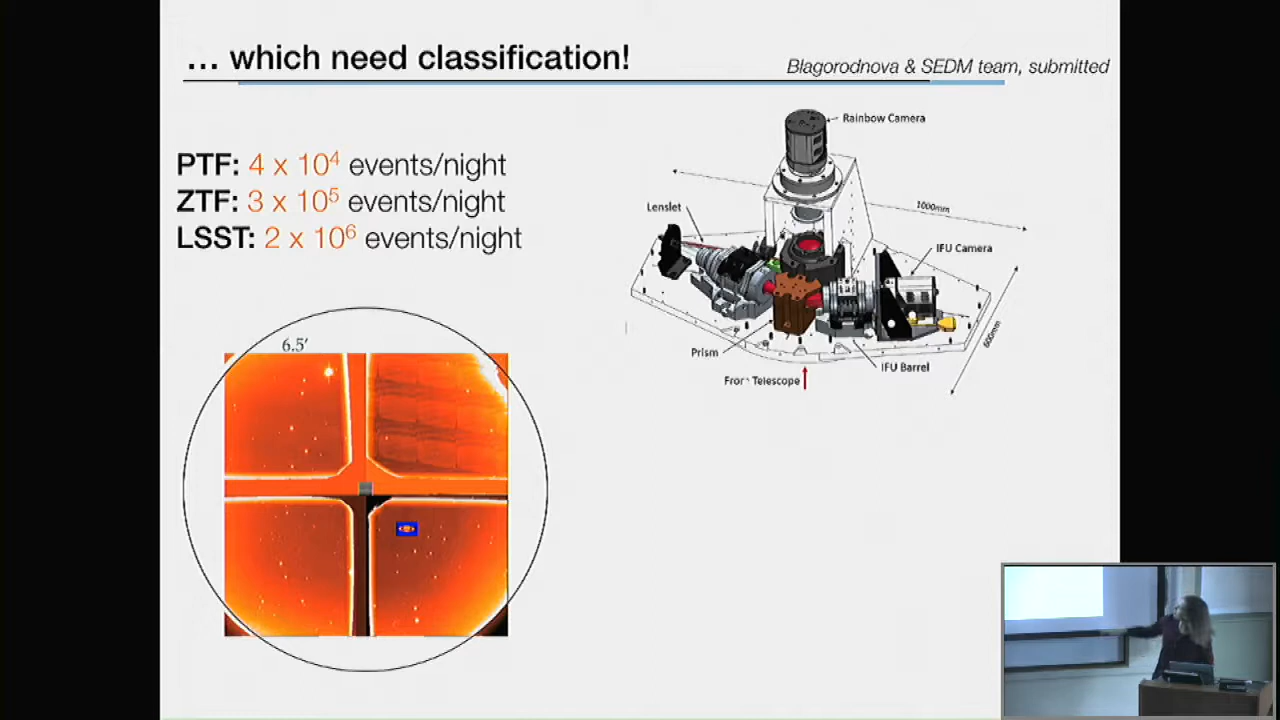 … which need classification!
Blagorodnova & SEDM team, submitted
PTF: 4 x 10⁴ events/night
ZTF: 3 x 10⁵ events/night
LSST: 2 x 10⁶ events/night
Rainbow Camera
Lenslet
1000mm
IFU Camera
600mm
Prism
IFU Barrel
From Telescope
6.5′